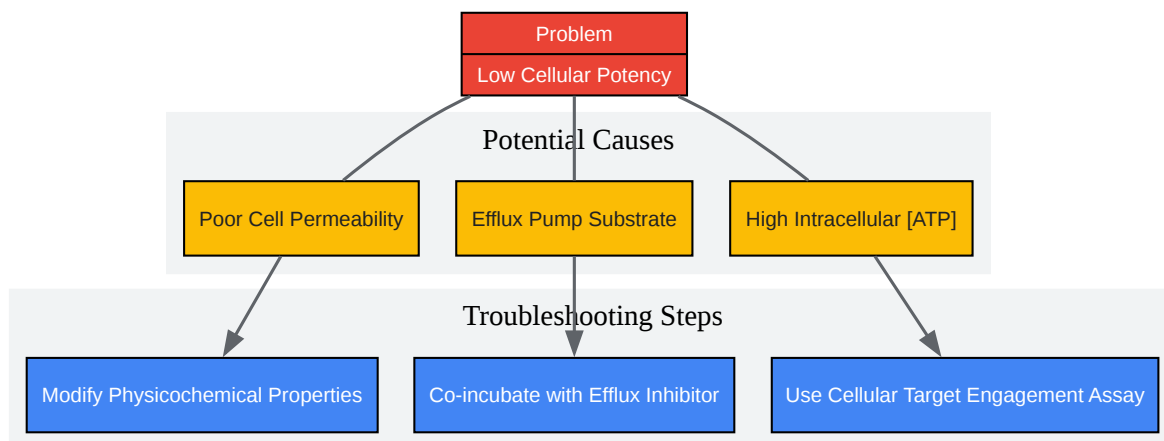 Problem
Low Cellular Potency
Potential Causes
Poor Cell Permeability
Efflux Pump Substrate
High Intracellular [ATP]
Troubleshooting Steps
Modify Physicochemical Properties
Co-incubate with Efflux Inhibitor
Use Cellular Target Engagement Assay